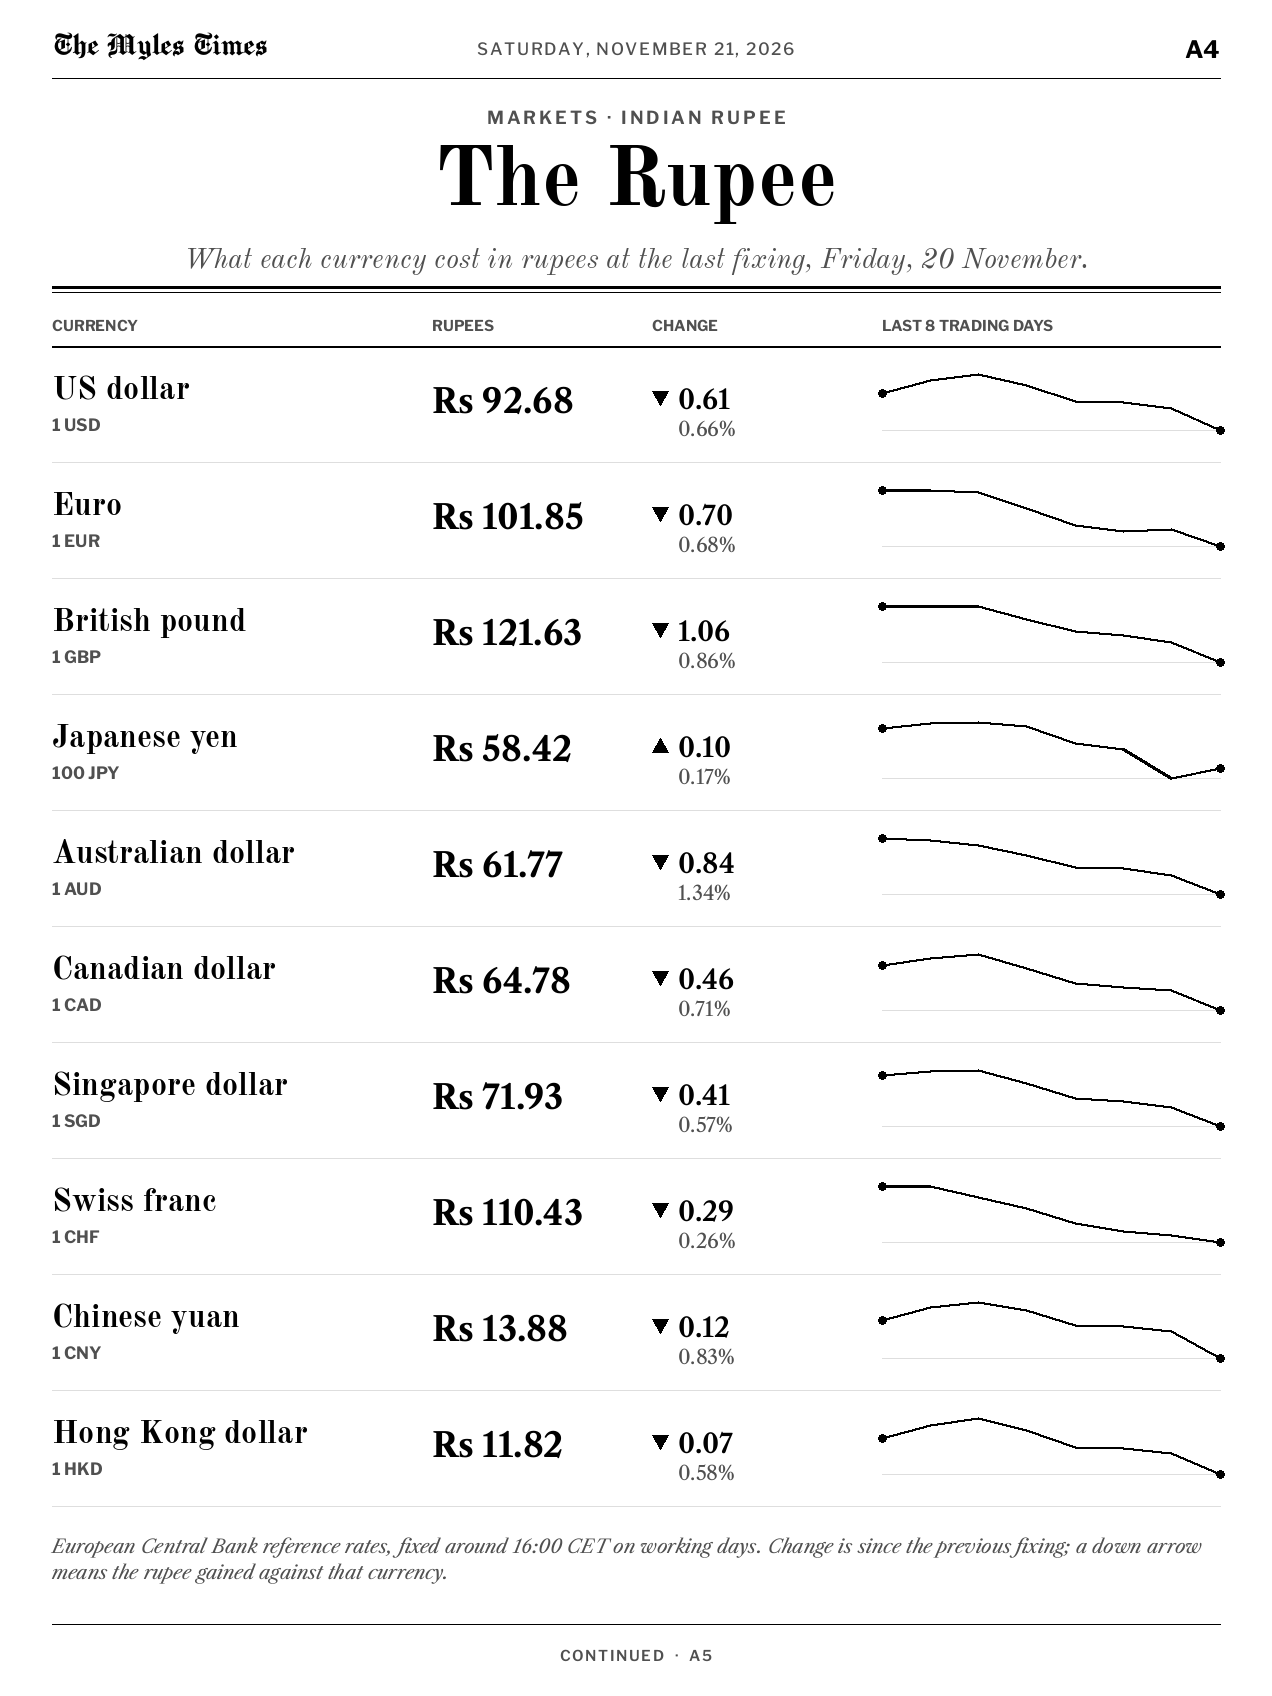 The Myles Times
SATURDAY, NOVEMBER 21, 2026
A4
MARKETS · INDIAN RUPEE
The Rupee
What each currency cost in rupees at the last fixing, Friday, 20 November.
CURRENCY RUPEES CHANGE LAST 8 TRADING DAYS
US dollar
1 USD
Rs 92.68
▼ 0.61
0.66%
Euro
1 EUR
Rs 101.85
▼ 0.70
0.68%
British pound
1 GBP
Rs 121.63
▼ 1.06
0.86%
Japanese yen
100 JPY
Rs 58.42
▲ 0.10
0.17%
Australian dollar
1 AUD
Rs 61.77
▼ 0.84
1.34%
Canadian dollar
1 CAD
Rs 64.78
▼ 0.46
0.71%
Singapore dollar
1 SGD
Rs 71.93
▼ 0.41
0.57%
Swiss franc
1 CHF
Rs 110.43
▼ 0.29
0.26%
Chinese yuan
1 CNY
Rs 13.88
▼ 0.12
0.83%
Hong Kong dollar
1 HKD
Rs 11.82
▼ 0.07
0.58%
European Central Bank reference rates, fixed around 16:00 CET on working days. Change is since the previous fixing; a down arrow
means the rupee gained against that currency.
CONTINUED · A5